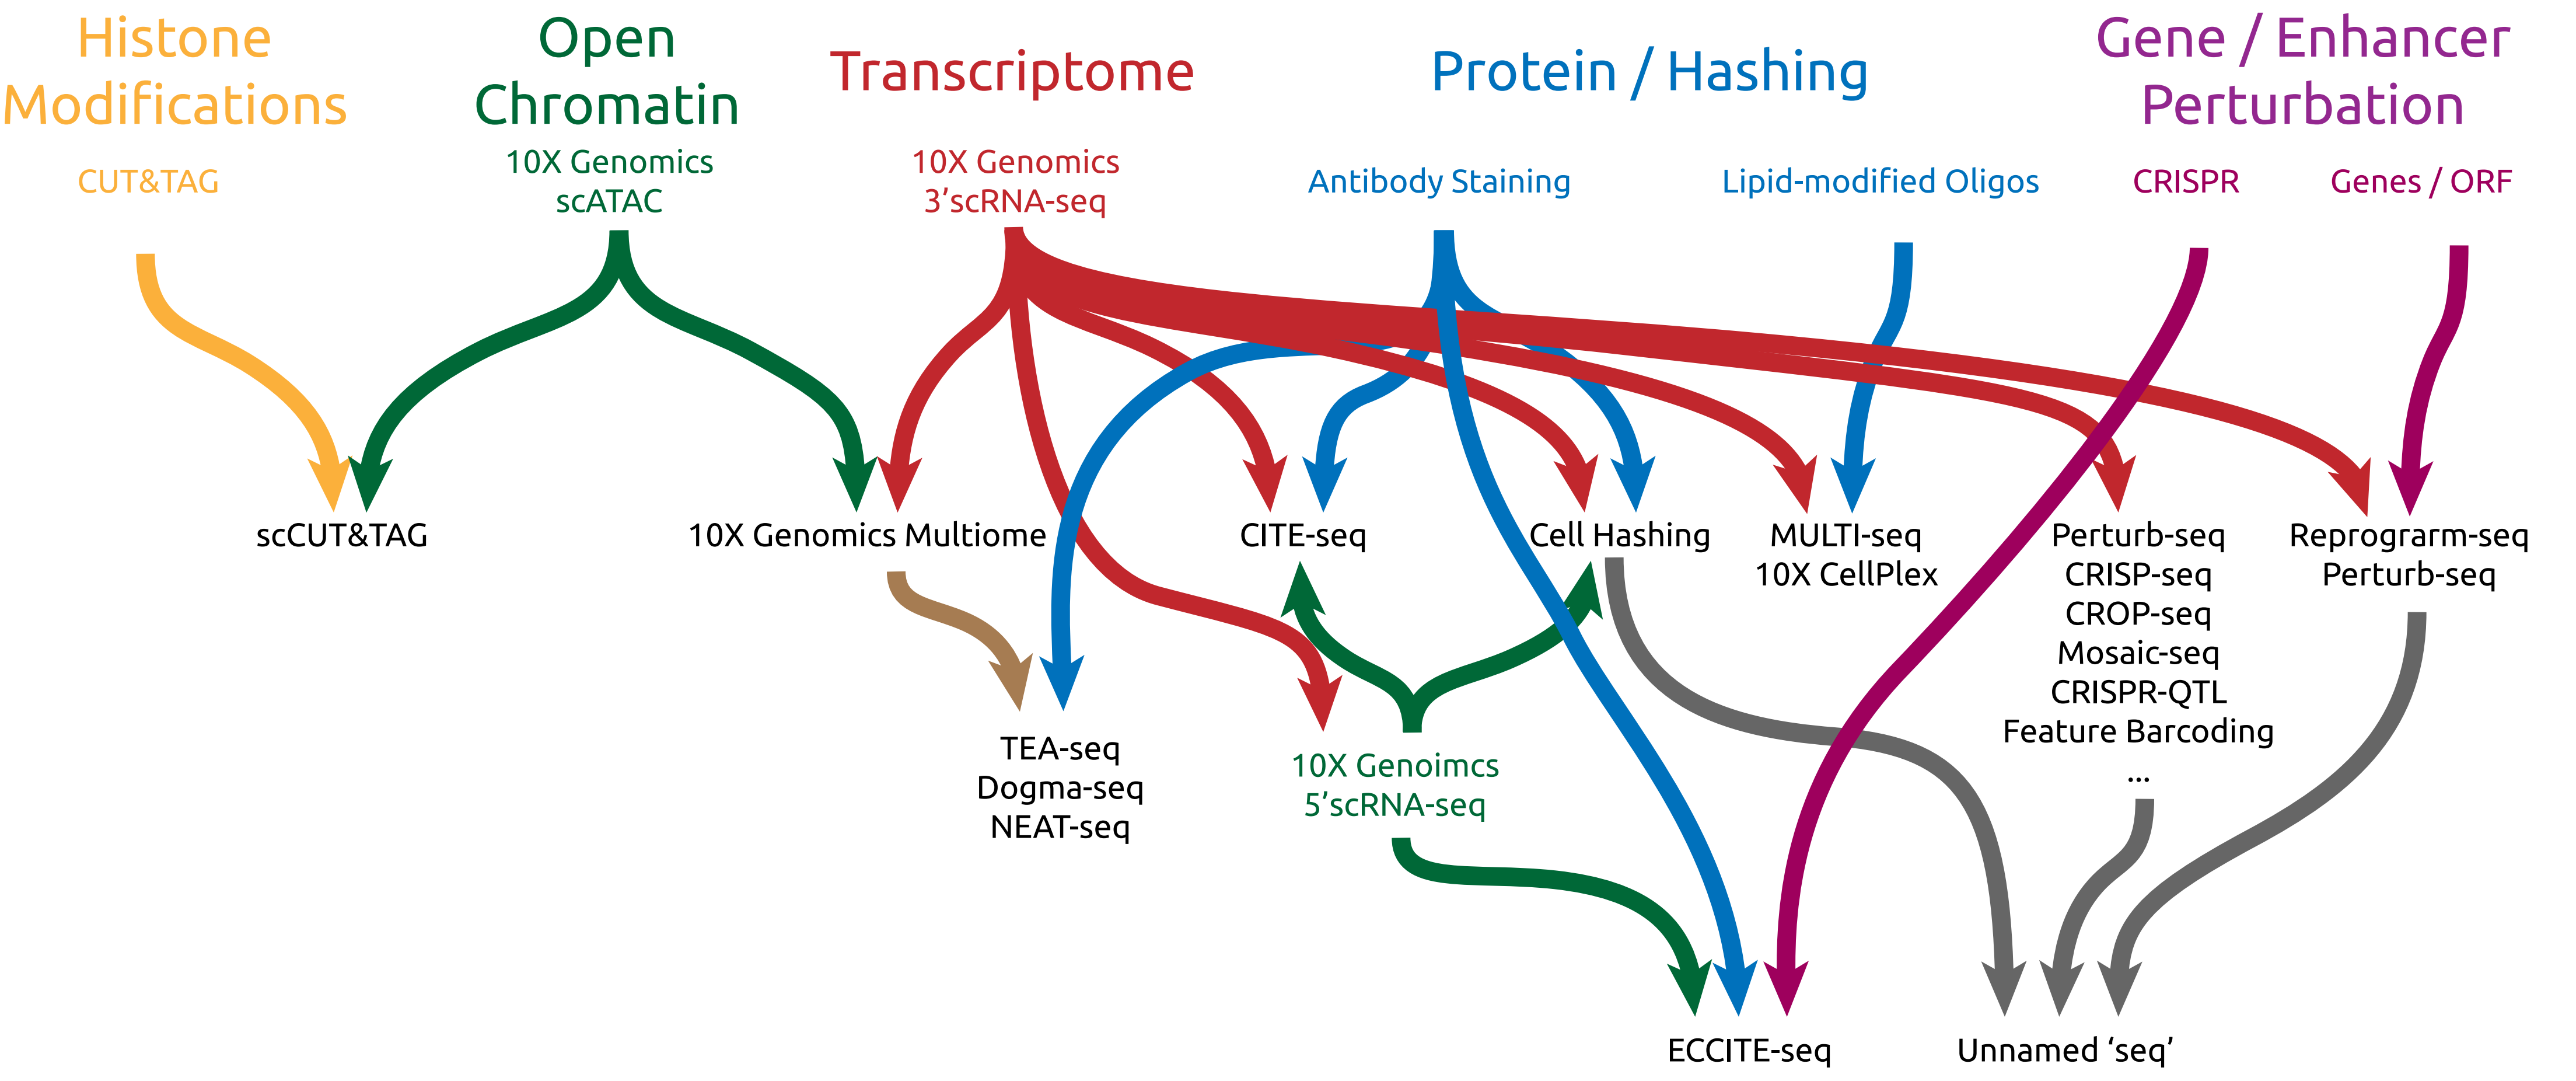 Histone
Modifications
CUT&TAG
Open
Chromatin
10X Genomics
scATAC
Transcriptome
10X Genomics
3’scRNA-seq
Protein / Hashing
Antibody Staining
Lipid-modified Oligos
Gene / Enhancer
Perturbation
CRISPR
Genes / ORF
scCUT&TAG
10X Genomics Multiome
CITE-seq
Cell Hashing
MULTI-seq
10X CellPlex
Perturb-seq
CRISP-seq
CROP-seq
Mosaic-seq
CRISPR-QTL
Feature Barcoding
...
Reprograrm-seq
Perturb-seq
TEA-seq
Dogma-seq
NEAT-seq
10X Genoimcs
5’scRNA-seq
ECCITE-seq
Unnamed ‘seq’